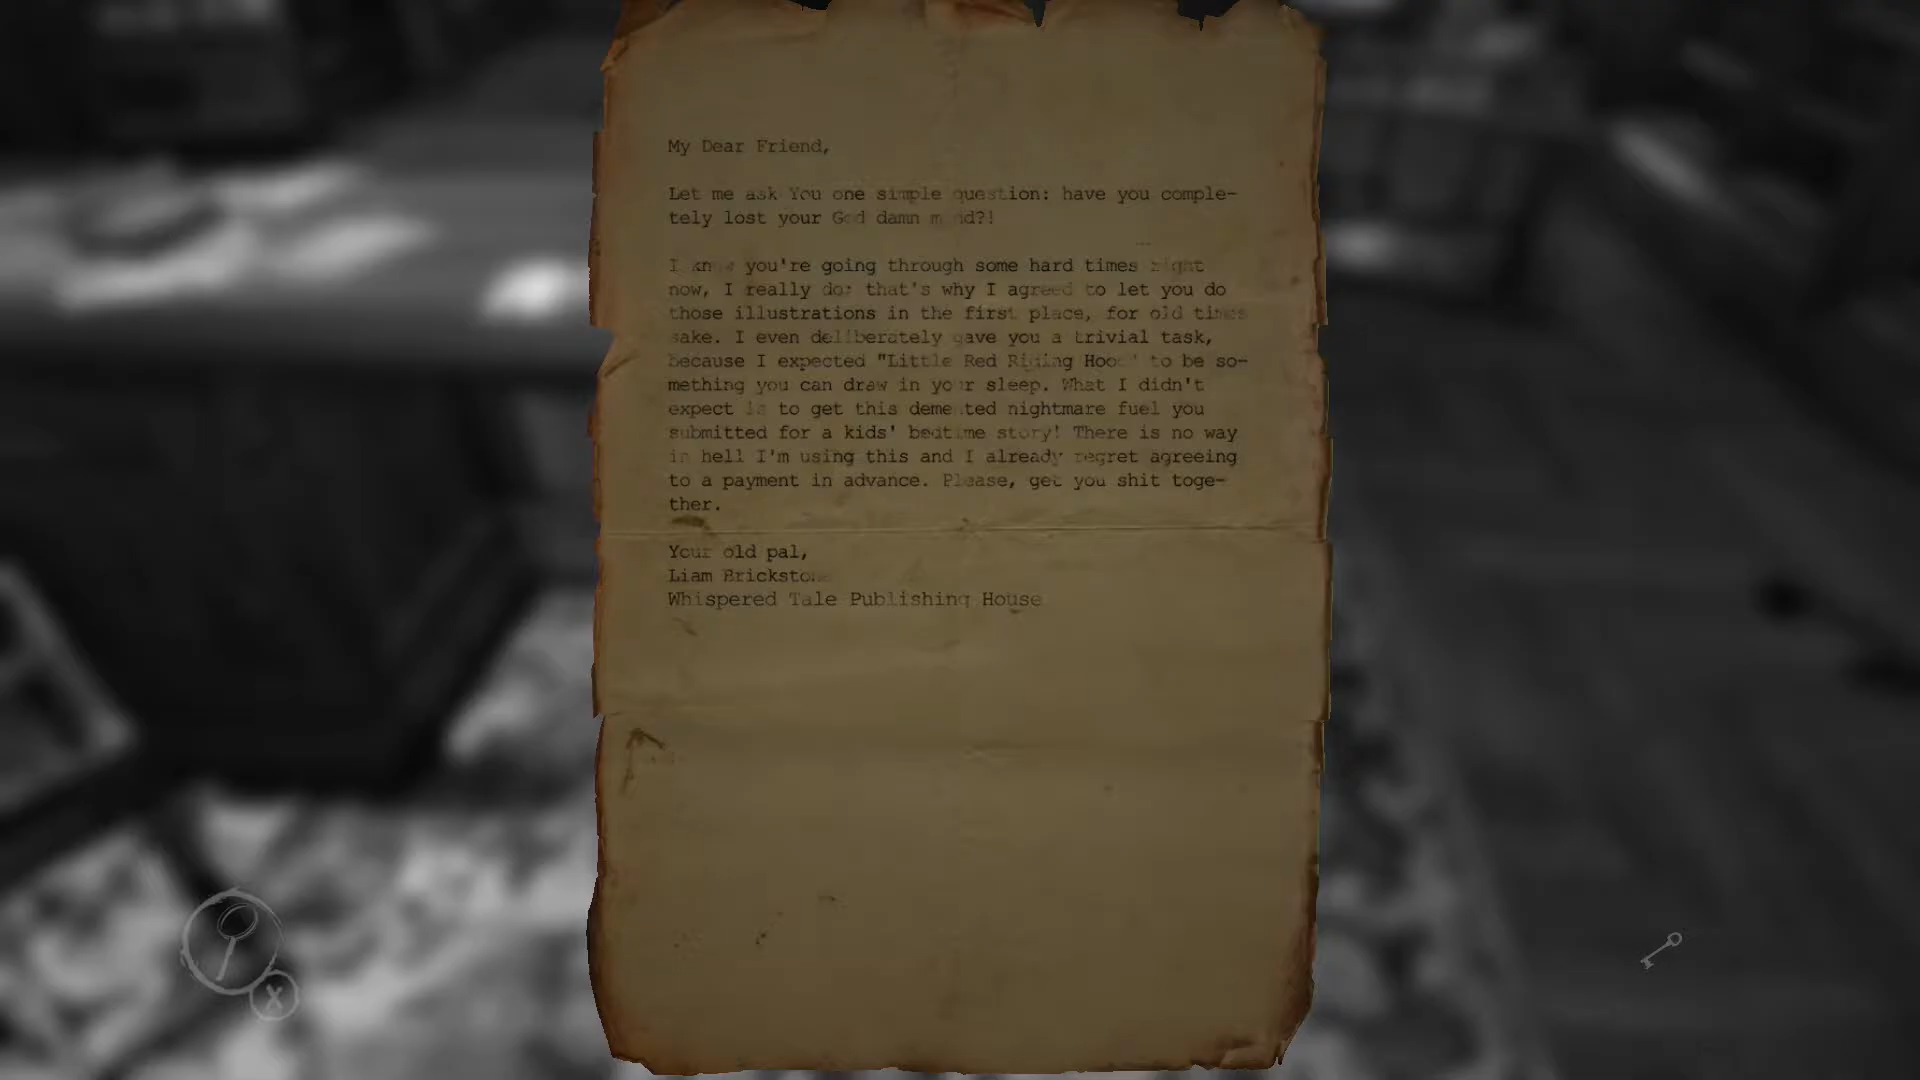 My Dear Friend,
Let me ask You one simple question: have you comple-
tely lost your God damn mind?!
I know you're going through some hard times right
now, I really do; that's why I agreed to let you do
those illustrations in the first place, for old times
sake. I even deliberately gave you a trivial task,
because I expected "Little Red Riding Hood" to be so-
mething you can draw in your sleep. What I didn't
expect is to get this demented nightmare fuel you
submitted for a kids' bedtime story! There is no way
in hell I'm using this and I already regret agreeing
to a payment in advance. Please, get you shit toge-
ther.
Your old pal,
Liam Brickstone
Whispered Tale Publishing House
X